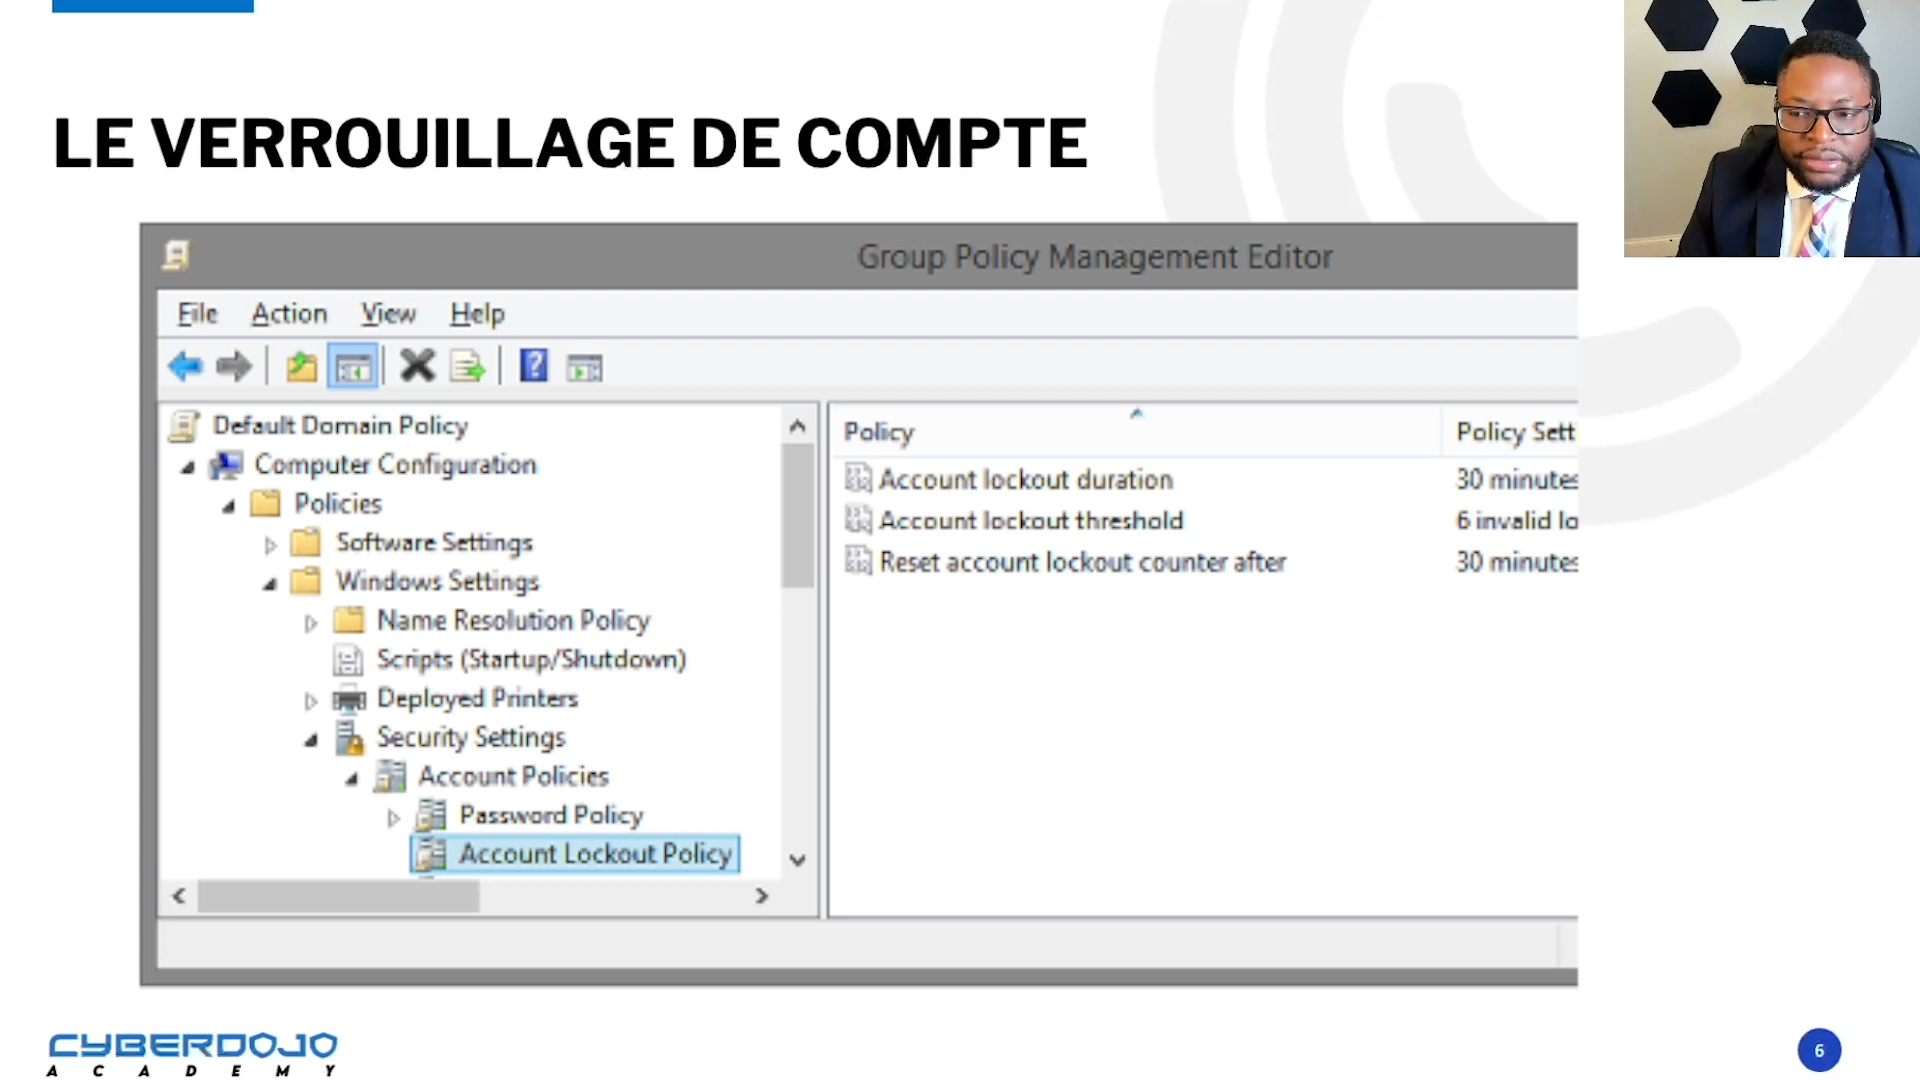 LE VERROUILLAGE DE COMPTE
Group Policy Management Editor
File Action View Help
Default Domain Policy
Computer Configuration
Policies
Software Settings
Windows Settings
Name Resolution Policy
Scripts (Startup/Shutdown)
Deployed Printers
Security Settings
Account Policies
Password Policy
Account Lockout Policy
Policy Policy Sett
Account lockout duration 30 minutes
Account lockout threshold 6 invalid lo
Reset account lockout counter after 30 minutes
CYBERDOJO
ACADEMY
6